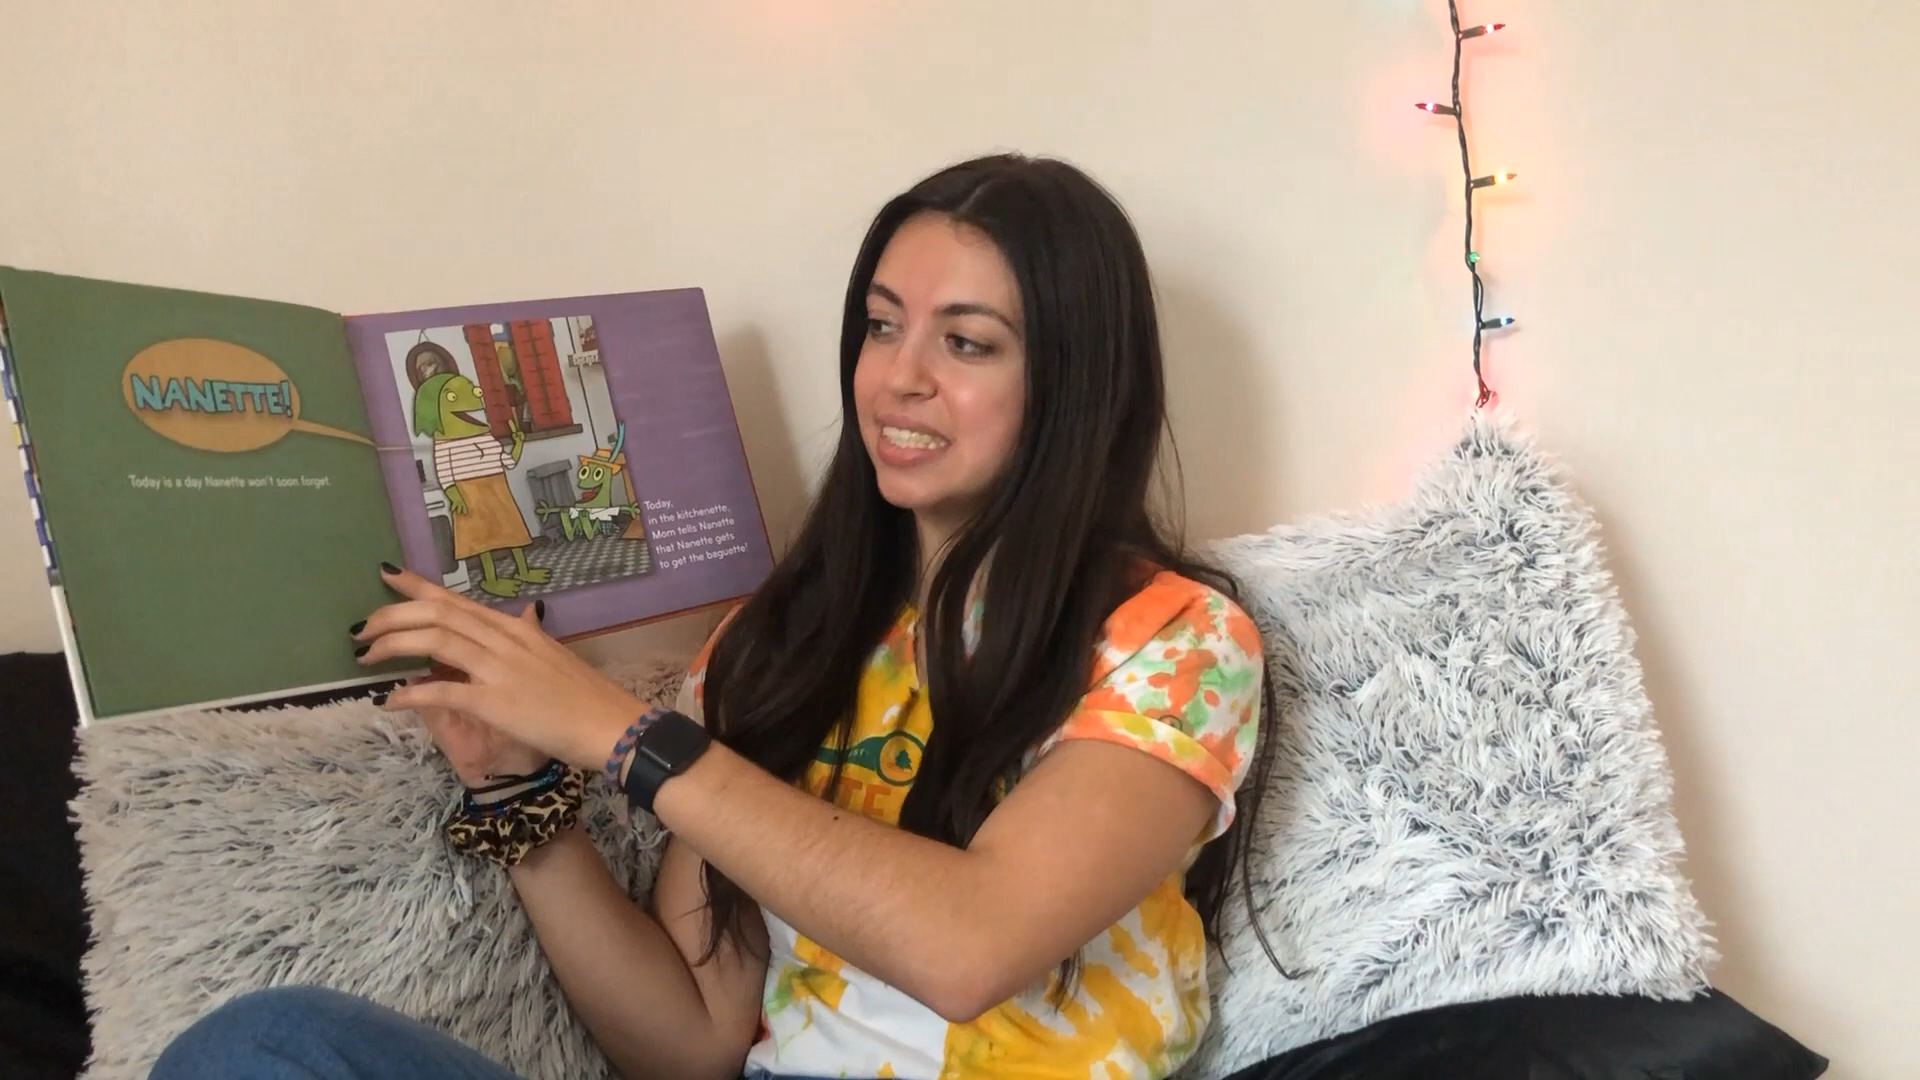 NANETTE!
Today is a day Nanette won't soon forget.
Today,
in the kitchenette,
Mom tells Nanette
that Nanette gets
to get the baguette!